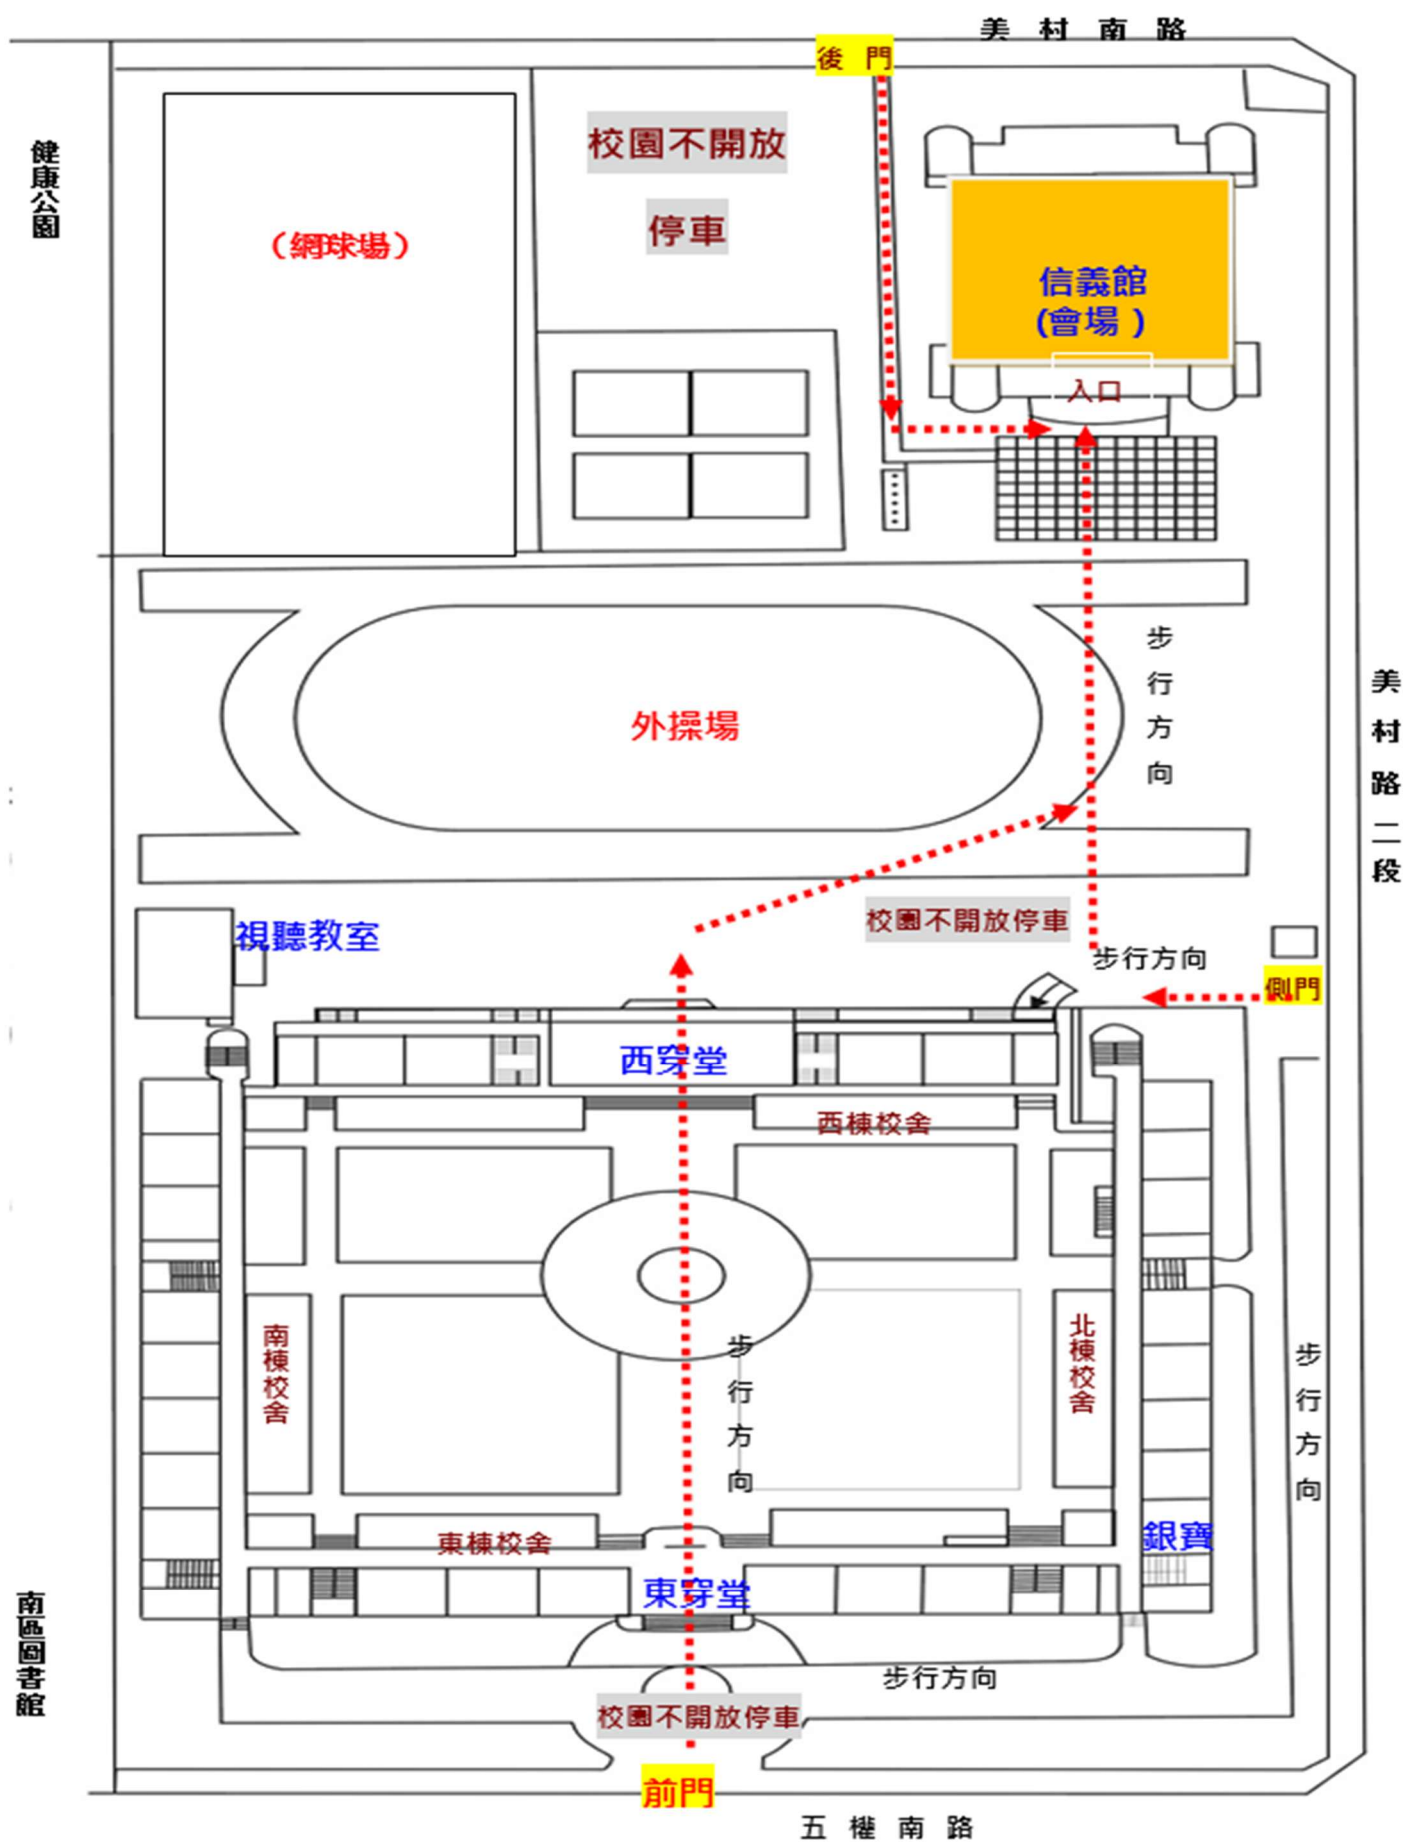 美村南路
後 門
健康公園
校園不開放
停車
(網球場)
信義館
(會場)
入口
步行方向
外操場
美村路二段
視聽教室
校園不開放停車
步行方向
側門
西穿堂
西棟校舍
南棟校舍
北棟校舍
步行方向
步行方向
東棟校舍
銀寶
東穿堂
南區圖書館
步行方向
校園不開放停車
前門
五權南路